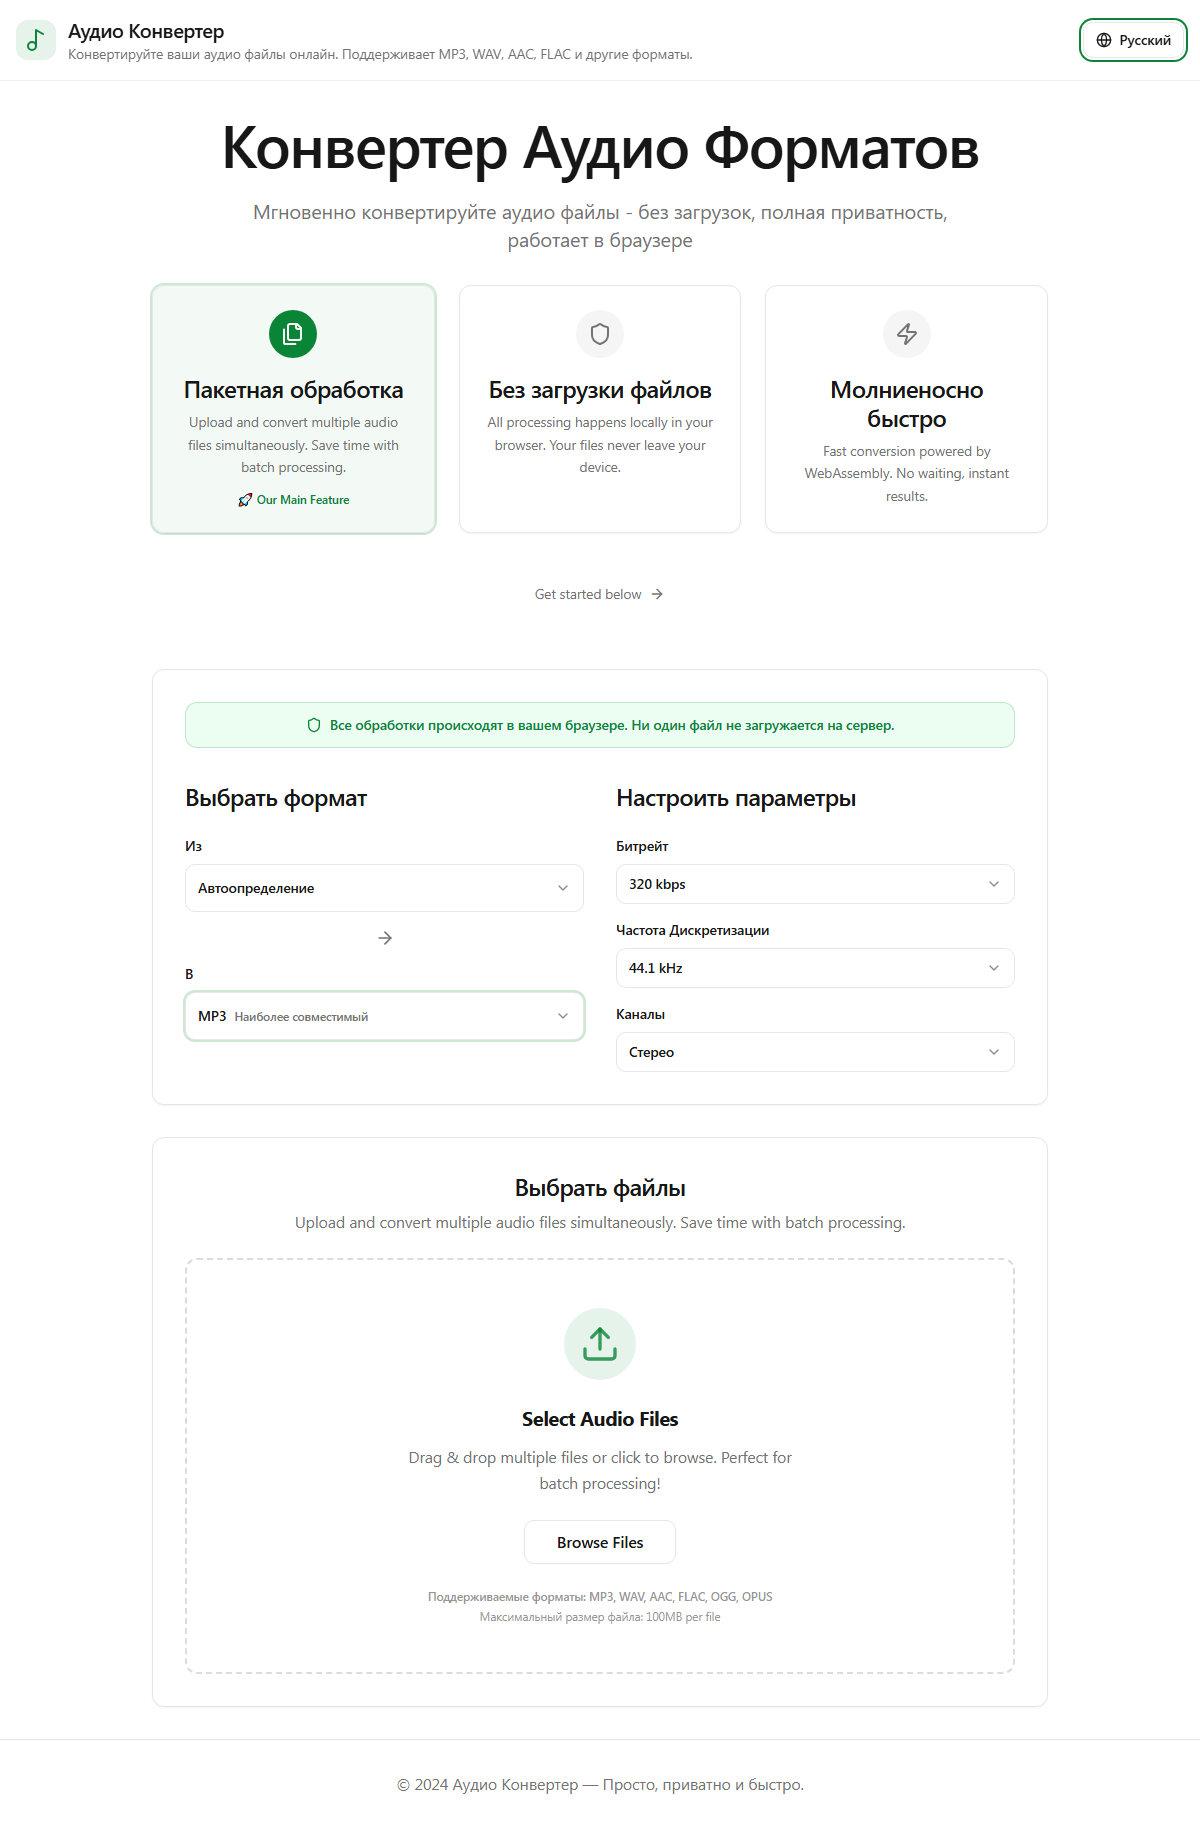 Аудио Конвертер
Конвертируйте ваши аудио файлы онлайн. Поддерживает MP3, WAV, AAC, FLAC и другие форматы.
Русский
Конвертер Аудио Форматов
Мгновенно конвертируйте аудио файлы - без загрузок, полная приватность,
работает в браузере
Пакетная обработка
Upload and convert multiple audio
files simultaneously. Save time with
batch processing.
🚀 Our Main Feature
Без загрузки файлов
All processing happens locally in your
browser. Your files never leave your
device.
Молниеносно
быстро
Fast conversion powered by
WebAssembly. No waiting, instant
results.
Get started below
Все обработки происходят в вашем браузере. Ни один файл не загружается на сервер.
Выбрать формат
Из
Автоопределение
В
MP3 Наиболее совместимый
Настроить параметры
Битрейт
320 kbps
Частота Дискретизации
44.1 kHz
Каналы
Стерео
Выбрать файлы
Upload and convert multiple audio files simultaneously. Save time with batch processing.
Select Audio Files
Drag & drop multiple files or click to browse. Perfect for
batch processing!
Browse Files
Поддерживаемые форматы: MP3, WAV, AAC, FLAC, OGG, OPUS
Максимальный размер файла: 100MB per file
© 2024 Аудио Конвертер — Просто, приватно и быстро.